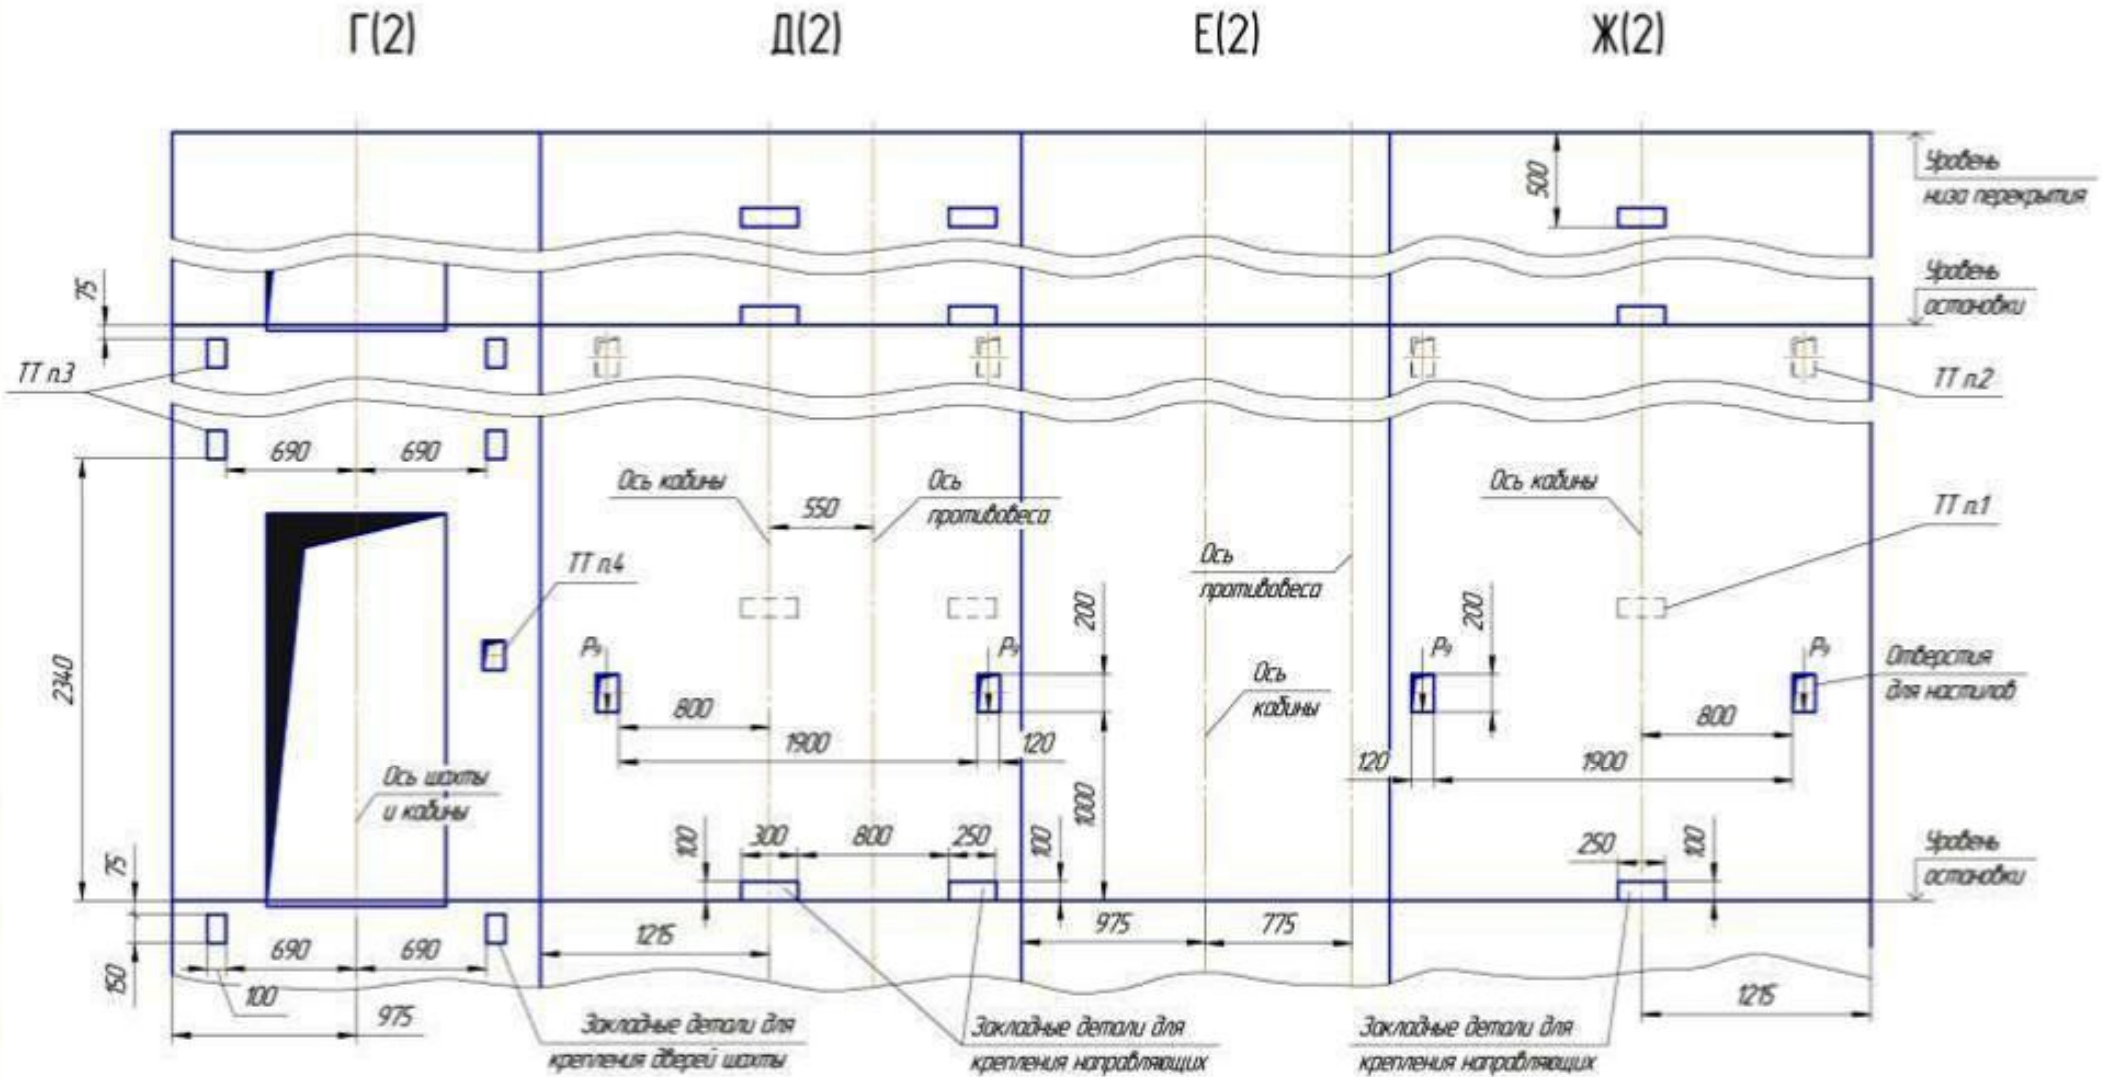 Г(2)
Д(2)
Е(2)
Ж(2)
500
Уровень
низа перекрытия
75
Уровень
остановки
ТТ п.3
ТТ п.2
690
690
Ось кабины
Ось
противовеса
550
Ось кабины
ТТ п.1
ТТ п.4
Ось
противовеса
200
200
2340
P₉
P₉
Ось
кабины
P₉
P₉
Отверстия
для настилов
800
800
1900
120
120
1900
Ось шахты
и кабины
1000
100
300
800
250
100
250
100
Уровень
остановки
75
690
690
1215
975
775
150
100
975
1215
Закладные детали для
крепления дверей шахты
Закладные детали для
крепления направляющих
Закладные детали для
крепления направляющих